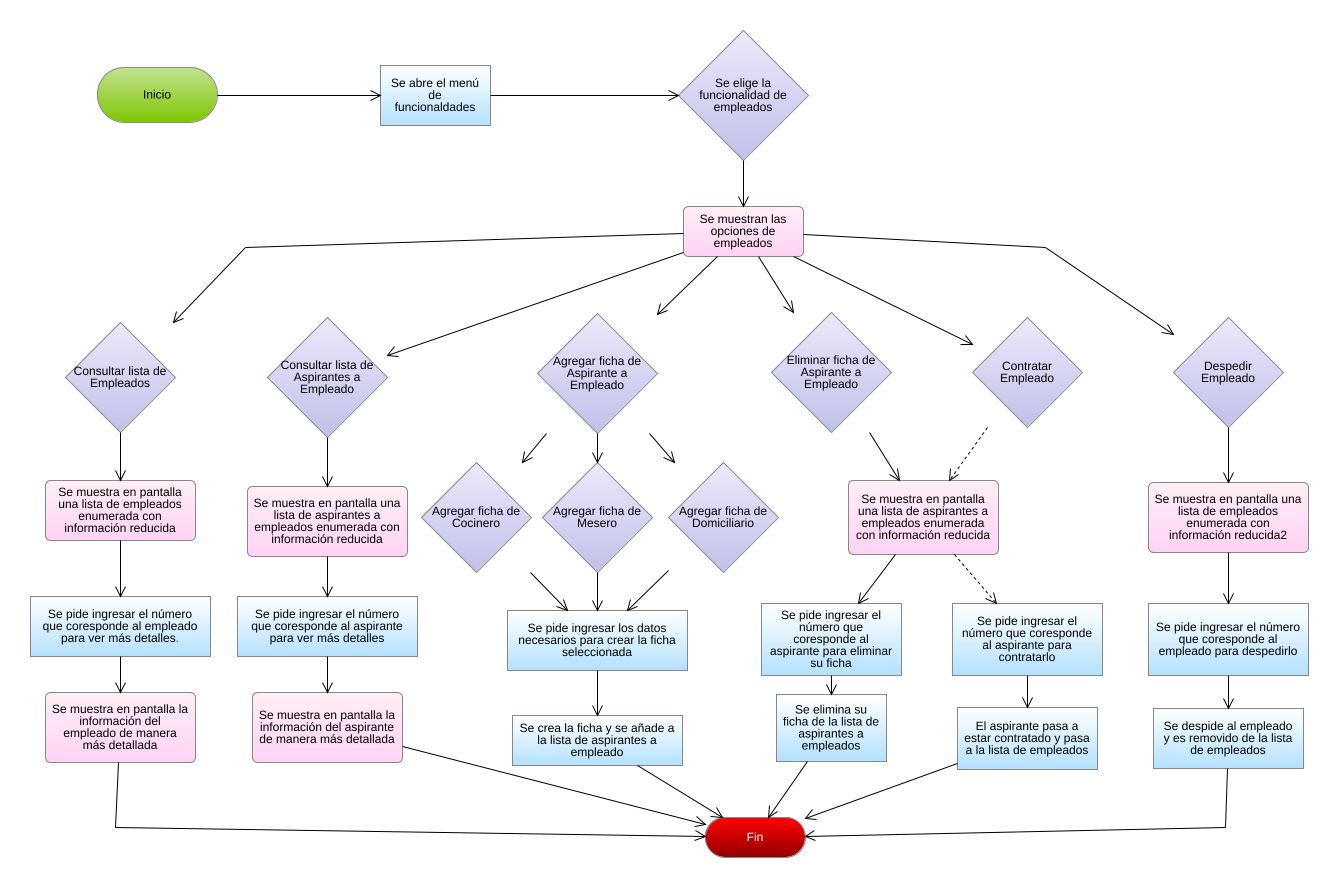 Inicio
Se abre el menú
de
funcionaldades
Se elige la
funcionalidad de
empleados
Se muestran las
opciones de
empleados
Consultar lista de
Empleados
Consultar lista de
Aspirantes a
Empleado
Agregar ficha de
Aspirante a
Empleado
Eliminar ficha de
Aspirante a
Empleado
Contratar
Empleado
Despedir
Empleado
Agregar ficha de
Cocinero
Agregar ficha de
Mesero
Agregar ficha de
Domiciliario
Se muestra en pantalla
una lista de empleados
enumerada con
información reducida
Se muestra en pantalla una
lista de aspirantes a
empleados enumerada con
información reducida
Se muestra en pantalla
una lista de aspirantes a
empleados enumerada
con información reducida
Se muestra en pantalla una
lista de empleados
enumerada con
información reducida2
Se pide ingresar el número
que coresponde al empleado
para ver más detalles.
Se pide ingresar el número
que coresponde al aspirante
para ver más detalles
Se pide ingresar los datos
necesarios para crear la ficha
seleccionada
Se pide ingresar el
número que
coresponde al
aspirante para eliminar
su ficha
Se pide ingresar el
número que coresponde
al aspirante para
contratarlo
Se pide ingresar el número
que coresponde al
empleado para despedirlo
Se muestra en pantalla la
información del
empleado de manera
más detallada
Se muestra en pantalla la
información del aspirante
de manera más detallada
Se crea la ficha y se añade a
la lista de aspirantes a
empleado
Se elimina su
ficha de la lista de
aspirantes a
empleados
El aspirante pasa a
estar contratado y pasa
a la lista de empleados
Se despide al empleado
y es removido de la lista
de empleados
Fin